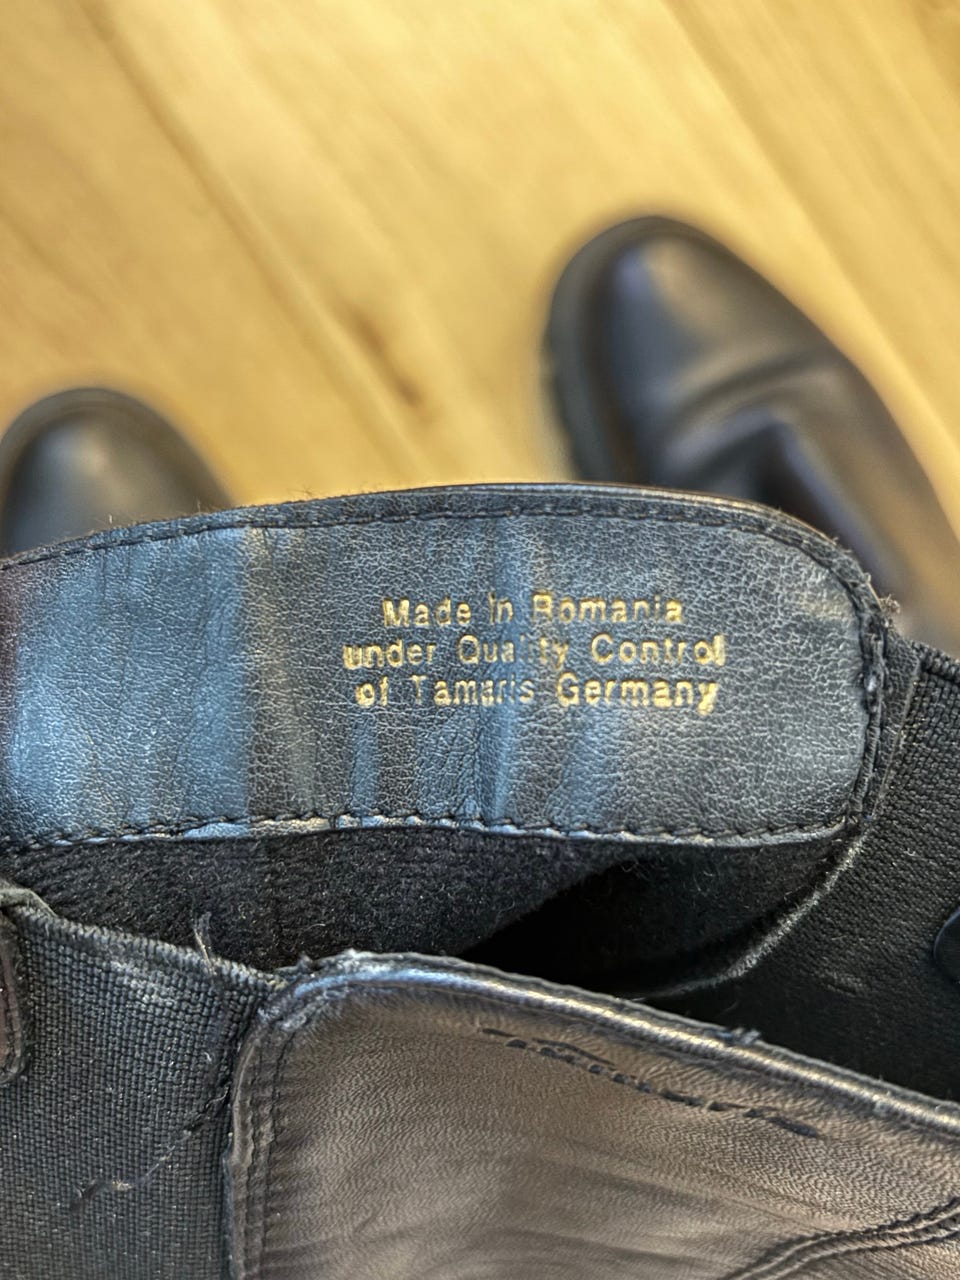 Made in Romania
under Quality Control
of Tamaris Germany